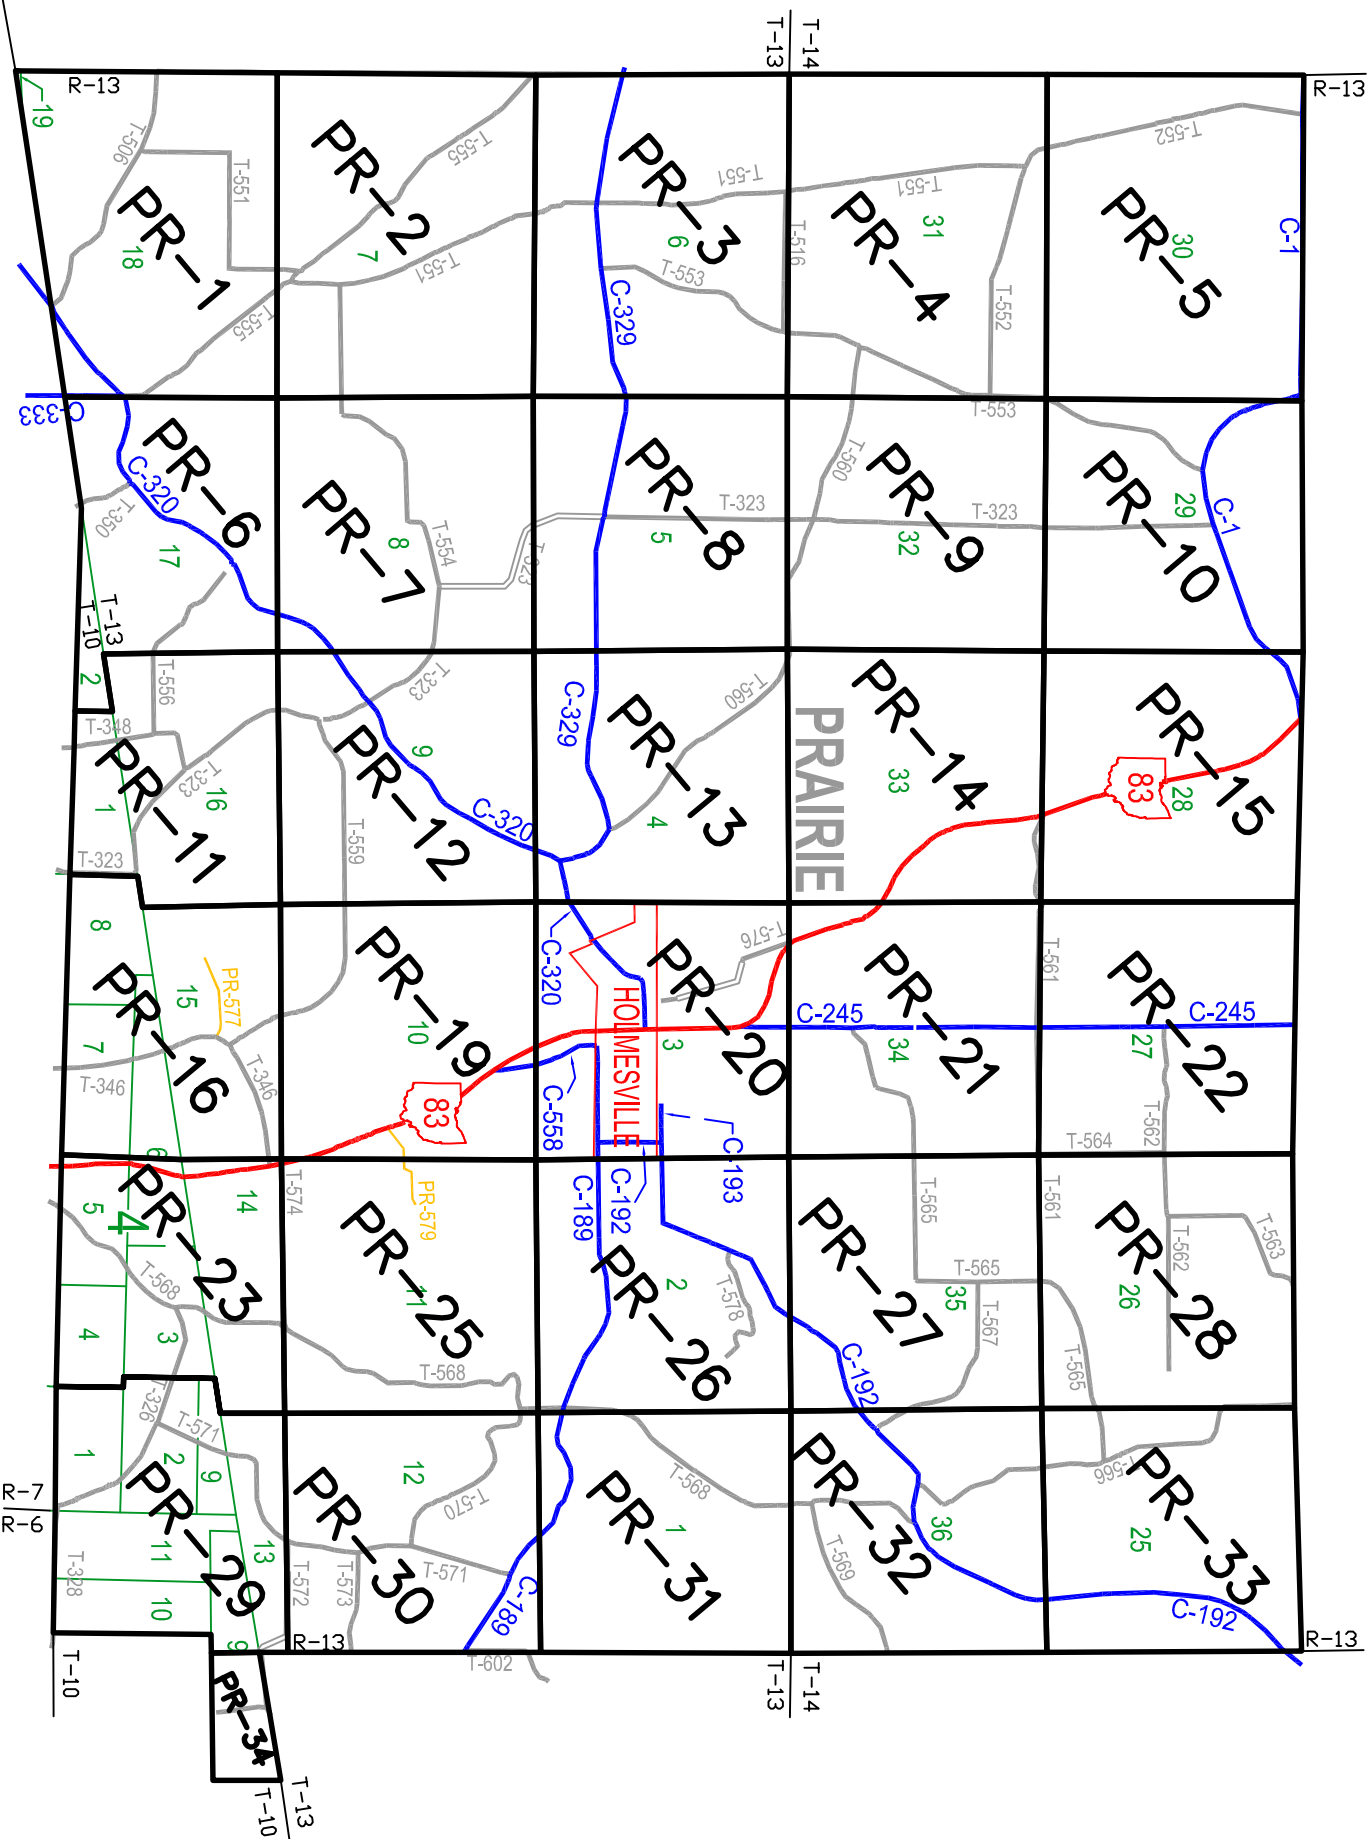 T-14
T-13
R-13
R-13
19
T-506
T-551
PR-1
18
T-555
PR-2
7
T-555
T-551
PR-3
6
T-551
T-553
C-329
T-516
PR-4
31
T-551
T-552
T-552
PR-5
30
C-1
C-333
PR-6
C-320
T-350
17
T-13
T-10
PR-7
8
T-554
T-323
PR-8
5
T-323
T-560
PR-9
32
T-323
T-553
PR-10
29
C-1
2
T-556
T-348
PR-11
T-323
16
1
T-323
PR-12
9
T-323
T-559
C-320
C-329
PR-13
T-560
4
PRAIRIE
PR-14
33
PR-15
83
28
8
PR-16
15
PR-577
7
T-346
T-346
6
PR-19
10
83
C-320
C-558
HOLMESVILLE
PR-20
T-576
3
C-245
PR-21
34
T-561
PR-22
C-245
27
T-562
T-564
5
4
PR-23
14
T-574
T-568
4
3
PR-579
PR-25
11
T-568
C-189
C-192
C-193
PR-26
2
T-578
PR-27
T-565
T-565
35
T-567
C-192
T-561
PR-28
T-562
T-563
26
T-565
R-7
R-6
1
T-326
T-571
2
9
PR-29
11
13
10
9
T-328
T-10
T-572
T-573
R-13
PR-30
12
T-570
T-571
C-189
T-602
PR-31
T-568
1
PR-32
T-569
36
PR-33
T-566
25
C-192
R-13
T-14
T-13
PR-34
T-13
T-10